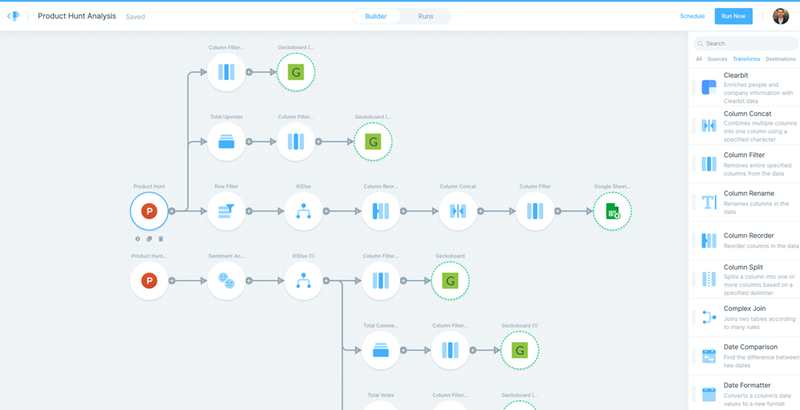 Product Hunt Analysis
Saved
Builder
Runs
Schedule
Run Now
Column Filter...
Geckoboard (...
Total Upvotes
Column Filter...
Geckoboard (...
Product Hunt
Row Filter
If/Else
Column Reor...
Column Concat
Column Filter
Google Sheet...
Product Hunt...
Sentiment An...
If/Else (1)
Column Filter...
Geckoboard
Total Comme...
Column Filter...
Geckoboard (1)
Total Votes
Column Filter...
Geckoboard (...
P
G
G
P
G
G
Search
All
Sources
Transforms
Destinations
Clearbit
Enriches people and
company information with
Clearbit data
Column Concat
Combines multiple columns
into one column using a
specified character
Column Filter
Removes entire specified
columns from the data
Column Rename
Renames columns in the
data
Column Reorder
Reorder columns in the data
Column Split
Splits a column into one or
more columns based on a
specified delimiter
Complex Join
Joins two tables according
to many rules
Date Comparison
Find the difference between
two dates
Date Formatter
Converts a column's date
values to a new format